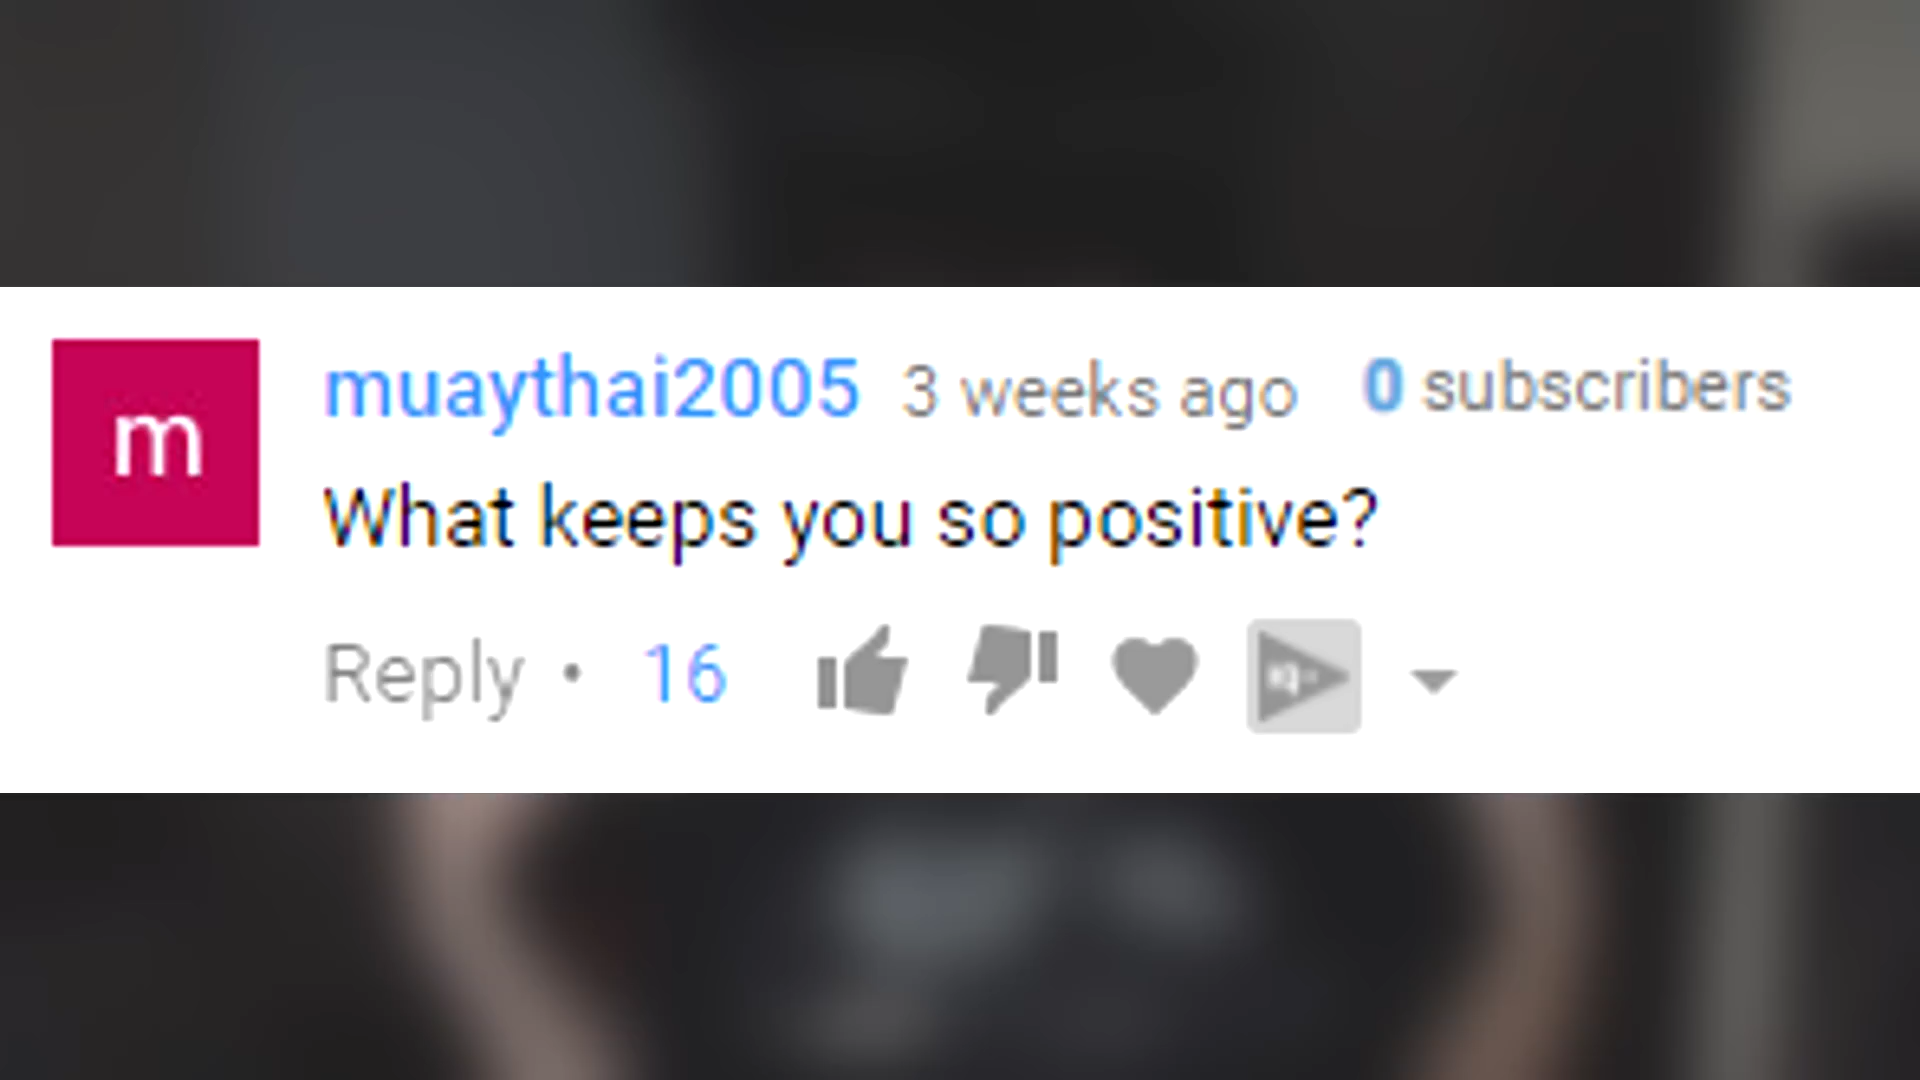 m
muaythai2005 3 weeks ago 0 subscribers
What keeps you so positive?
Reply • 16